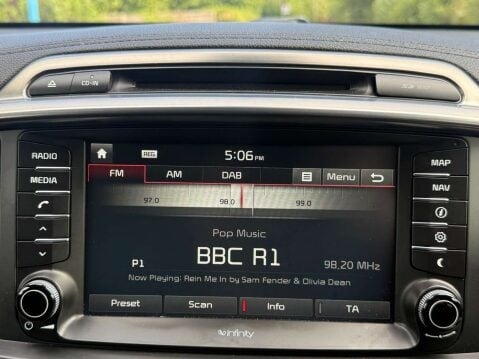 CD-IN
RADIO
MEDIA
REG
5:06 PM
FM AM DAB Menu
97.0 98.0 99.0
Pop Music
P1 BBC R1 98.20 MHz
Now Playing: Rein Me In by Sam Fender & Olivia Dean
Preset Scan Info TA
infinity
MAP
NAV